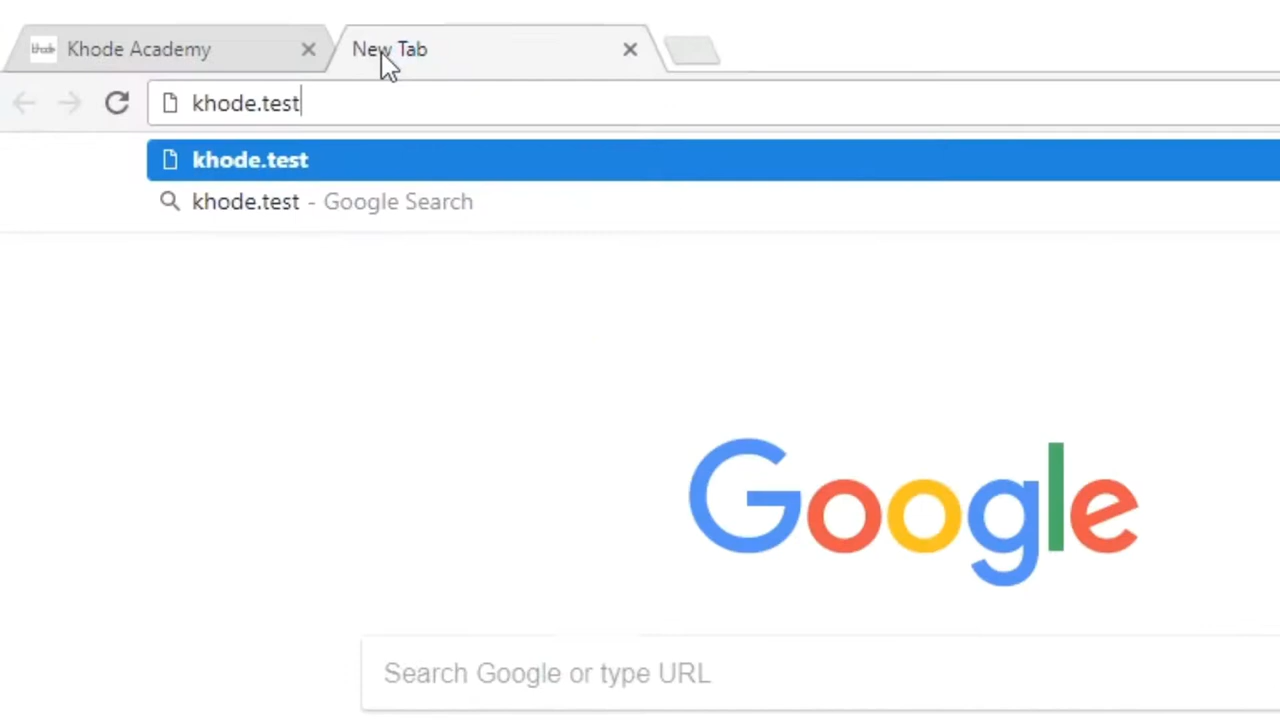 Khode Academy
New Tab
khode.test
khode.test
khode.test - Google Search
Google
Search Google or type URL